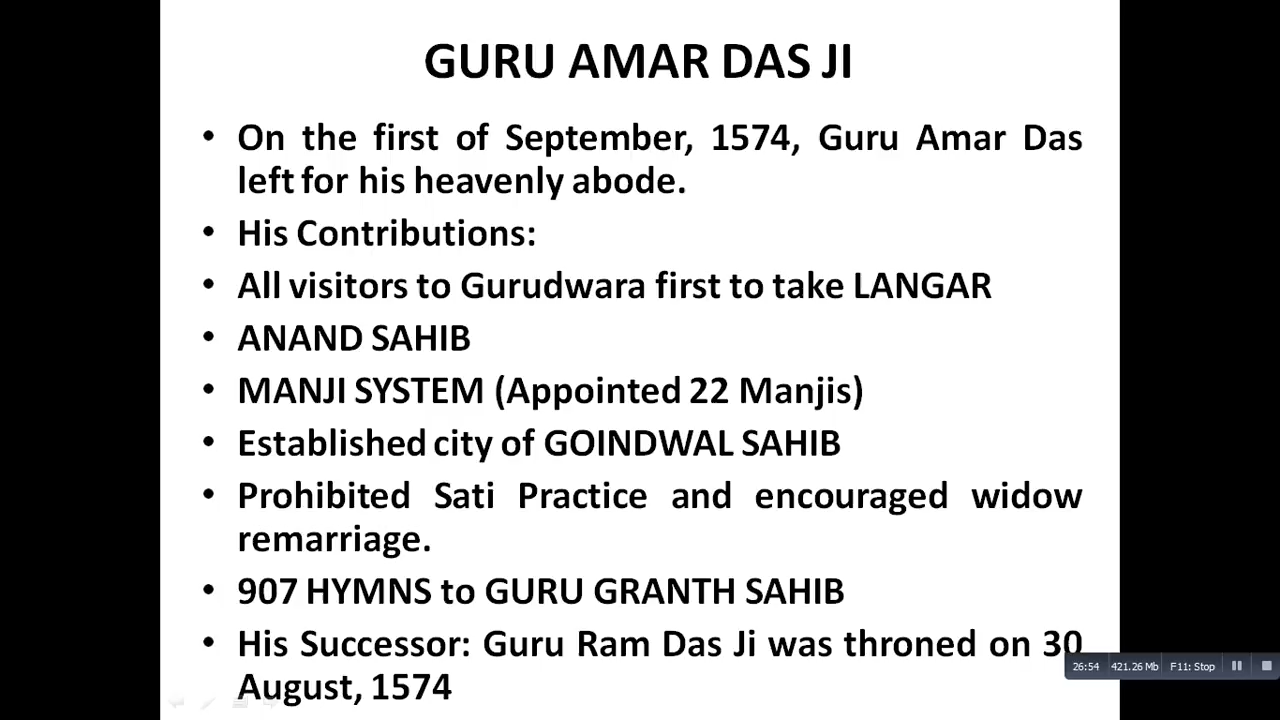 GURU AMAR DAS JI
• On the first of September, 1574, Guru Amar Das
left for his heavenly abode.
• His Contributions:
• All visitors to Gurudwara first to take LANGAR
• ANAND SAHIB
• MANJI SYSTEM (Appointed 22 Manjis)
• Established city of GOINDWAL SAHIB
• Prohibited Sati Practice and encouraged widow
remarriage.
• 907 HYMNS to GURU GRANTH SAHIB
• His Successor: Guru Ram Das Ji was throned on 30
August, 1574
26:54 421.26 Mb F11: Stop